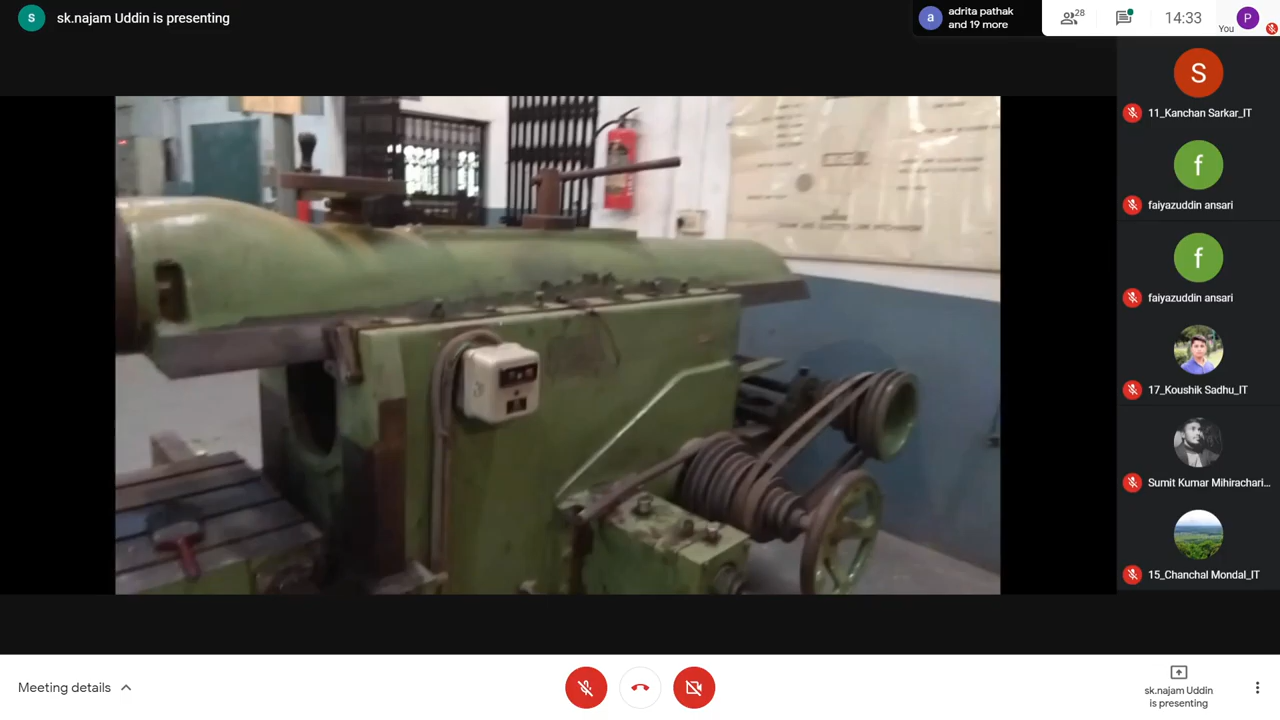 s
sk.najam Uddin is presenting
a
adrita pathak
and 19 more
28
14:33
You
P
S
11_Kanchan Sarkar_IT
f
faiyazuddin ansari
f
faiyazuddin ansari
17_Koushik Sadhu_IT
Sumit Kumar Mihirachari...
15_Chanchal Mondal_IT
Meeting details
sk.najam Uddin
is presenting